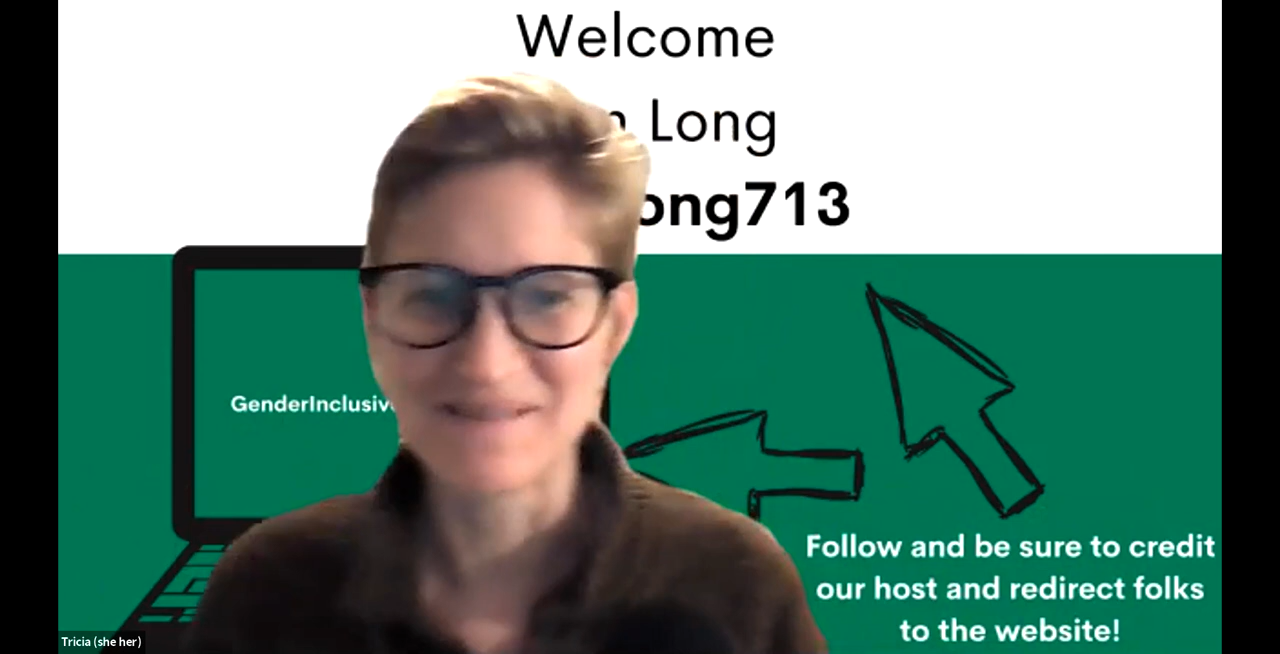 Welcome
Long
ong713
GenderInclusiv
Follow and be sure to credit
our host and redirect folks
to the website!
Tricia (she her)